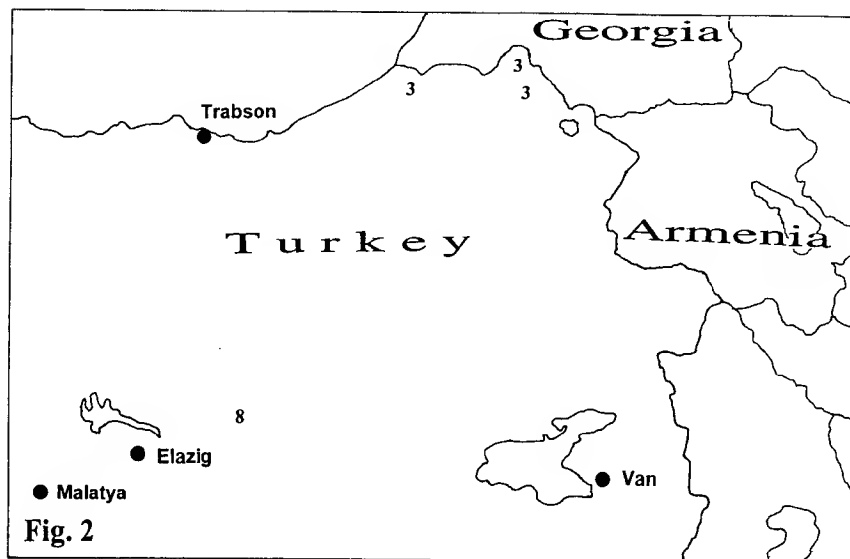 Georgia
3
3
3
Trabson
Turkey
Armenia
8
Elazig
Van
Malatya
Fig. 2